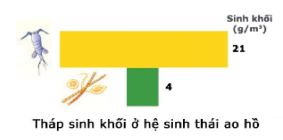 Sinh khối
(g/m³)
21
4
Tháp sinh khối ở hệ sinh thái ao hồ